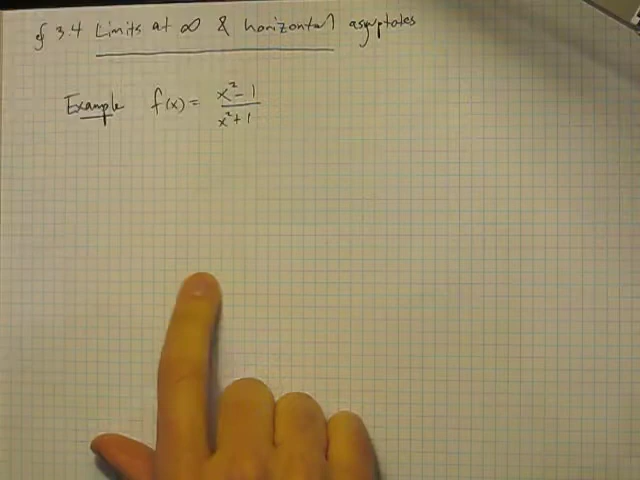 § 3.4 Limits at ∞ & horizontal asymptotes
Example f(x) = x² - 1 / x² + 1